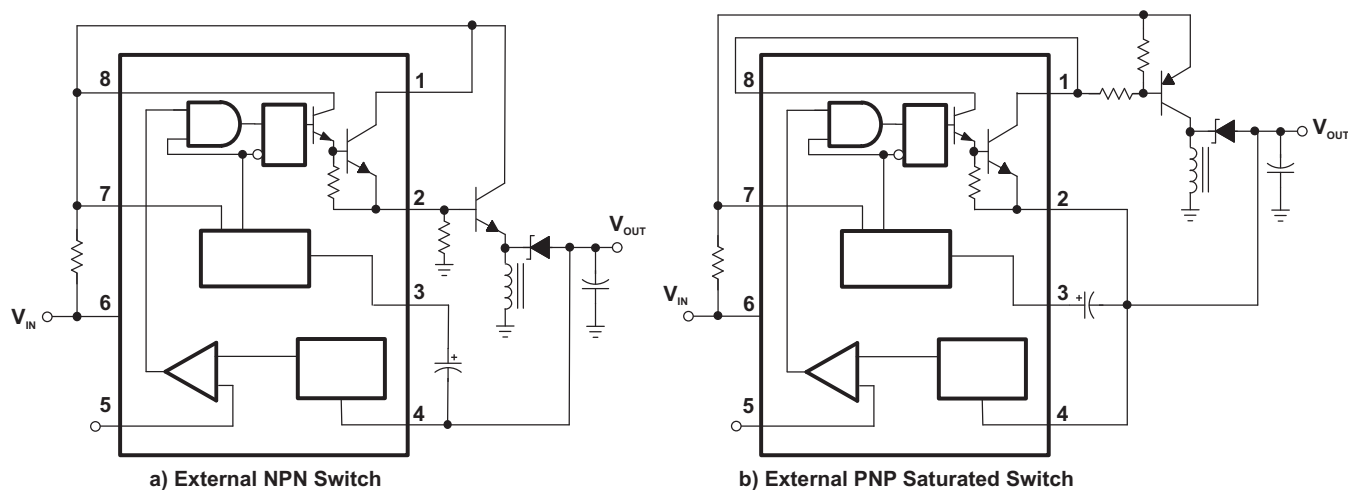 8
1
7
2
V_OUT
3
V_IN
6
5
4
a) External NPN Switch
8
1
V_OUT
7
2
V_IN
6
3
5
4
b) External PNP Saturated Switch